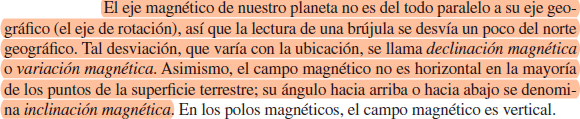 El eje magnético de nuestro planeta no es del todo paralelo a su eje geo-
gráfico (el eje de rotación), así que la lectura de una brújula se desvía un poco del norte
geográfico. Tal desviación, que varía con la ubicación, se llama declinación magnética
o variación magnética. Asimismo, el campo magnético no es horizontal en la mayoría
de los puntos de la superficie terrestre; su ángulo hacia arriba o hacia abajo se denomi-
na inclinación magnética. En los polos magnéticos, el campo magnético es vertical.